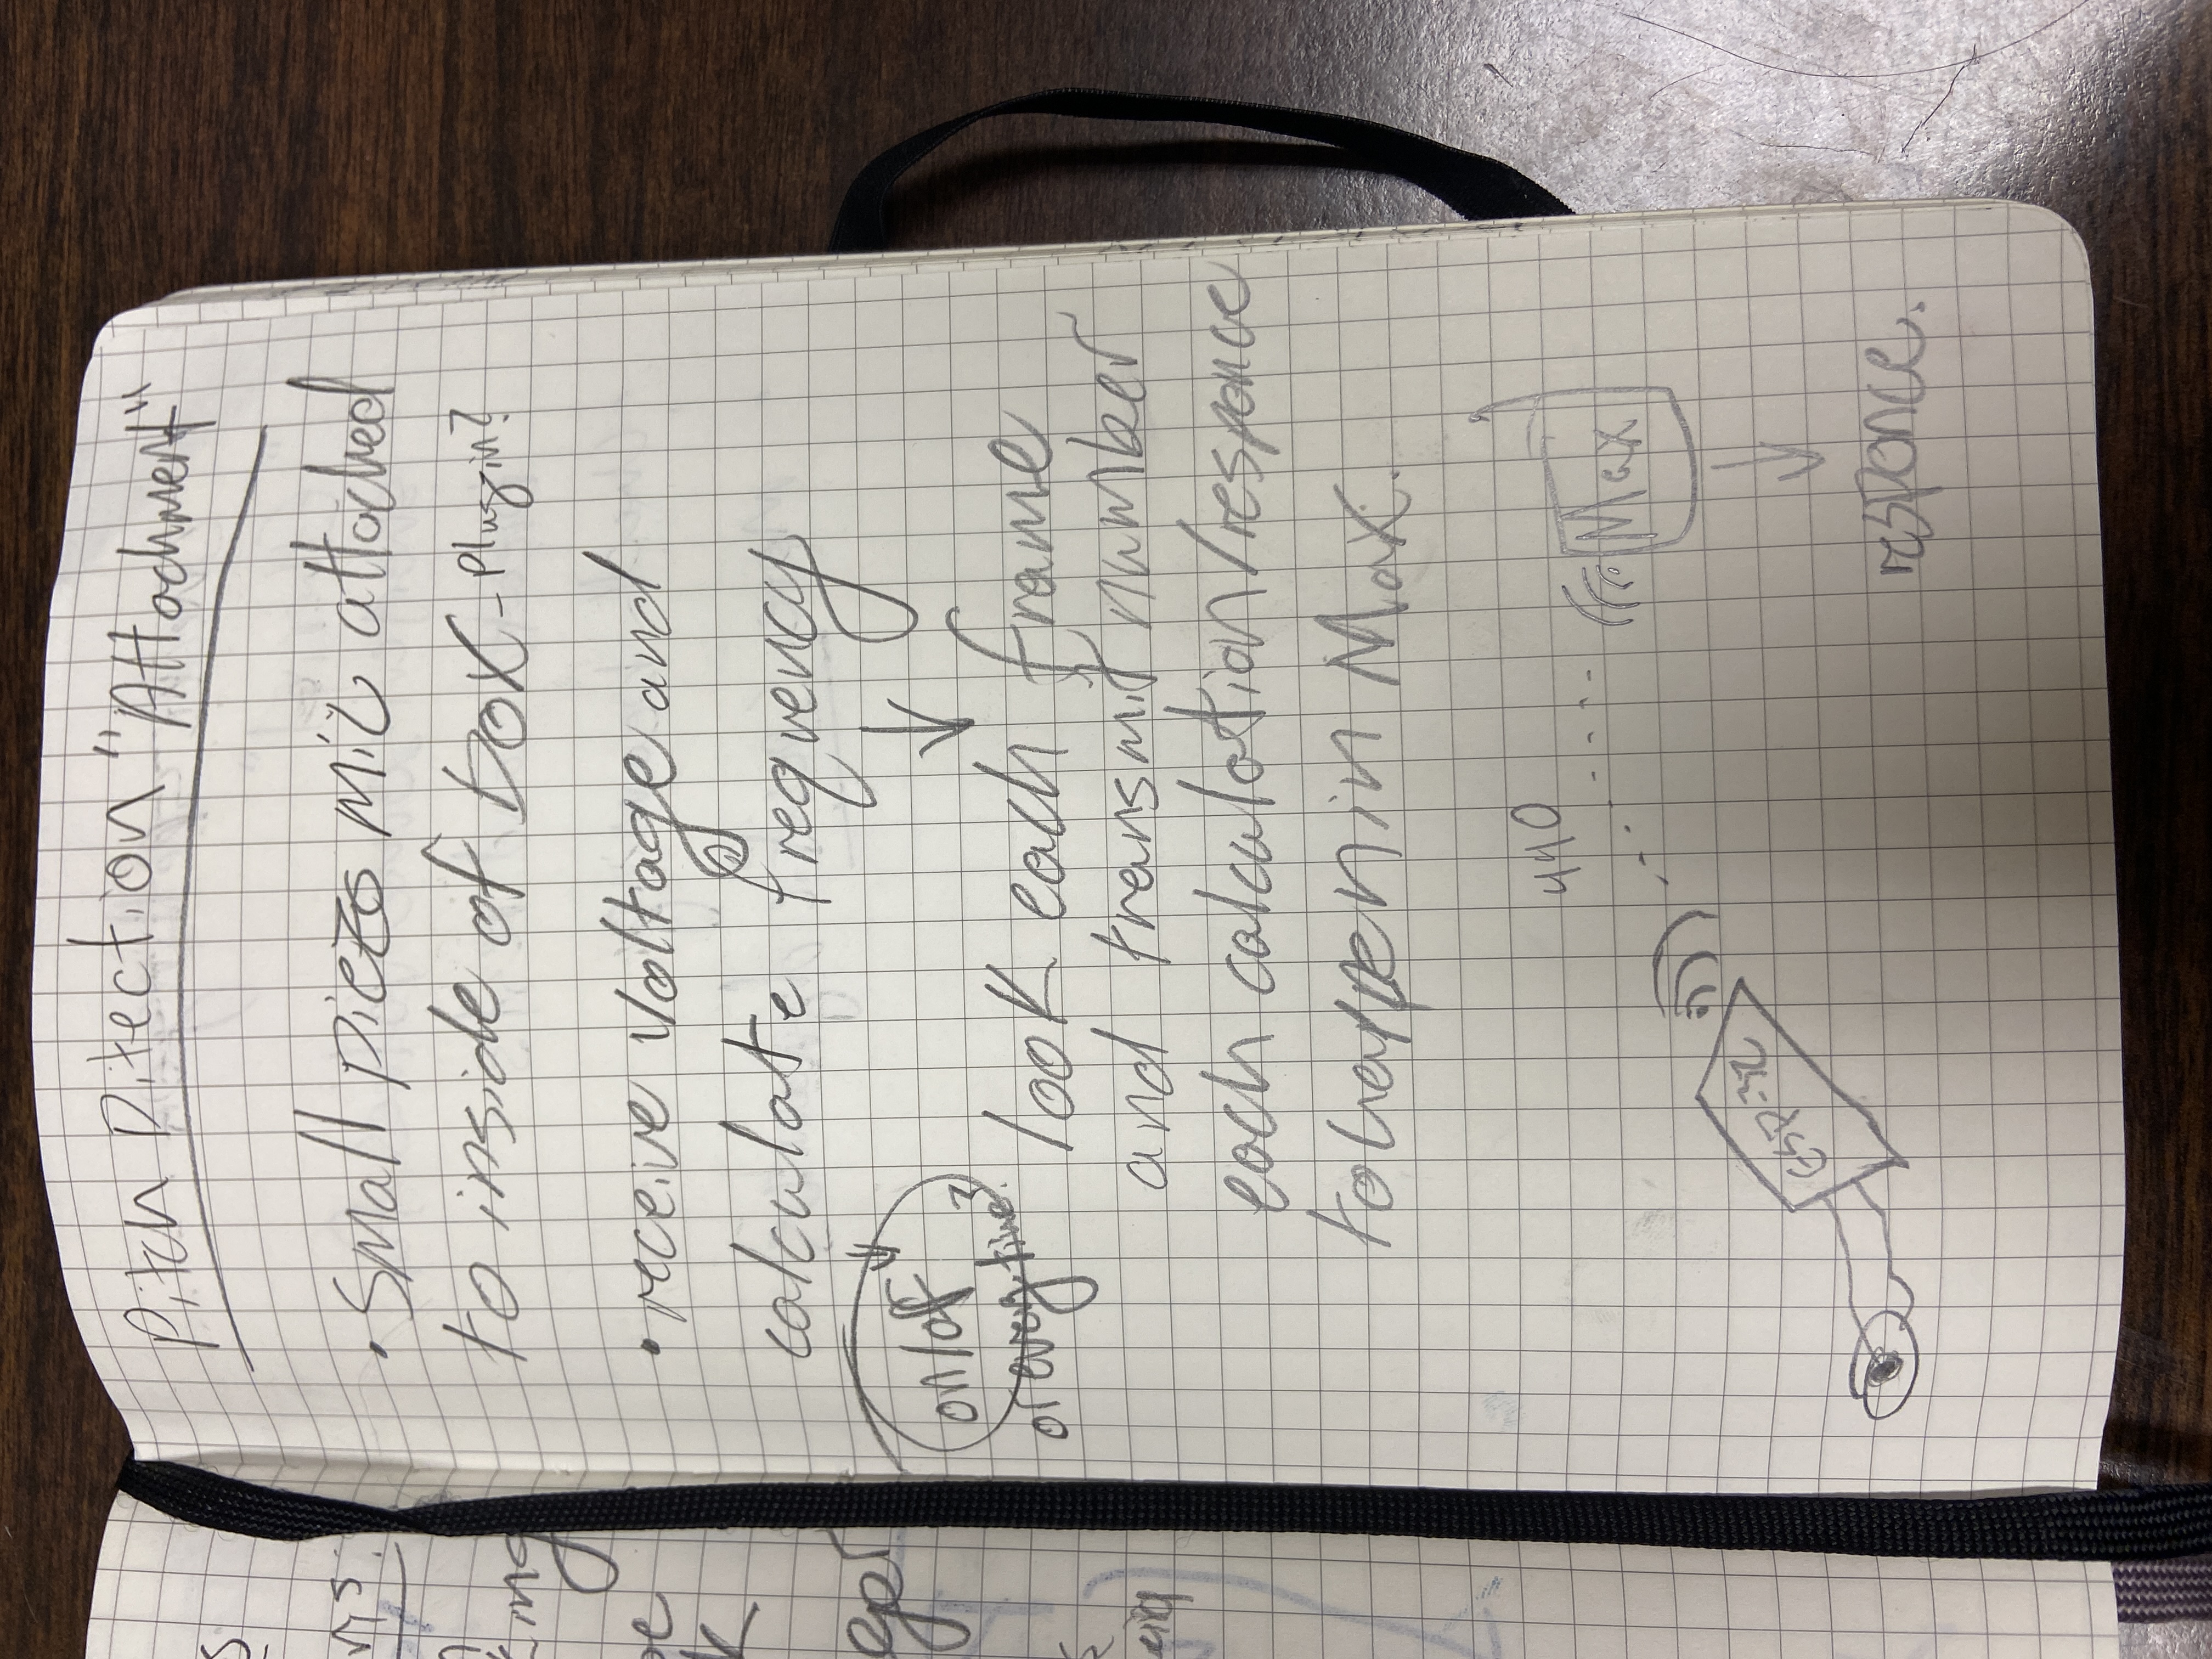 s
ns:
king
oe
k
ger
Pitch Ditection "Attachment"
• Small piezo mic attached
to inside of box - Plugin?
• receive voltage and
calculate frequency
on/of
or every time?
look each frame
and transmit number
each calculation/responce
to happen in Max.
440
Max
ESP-32
responce.